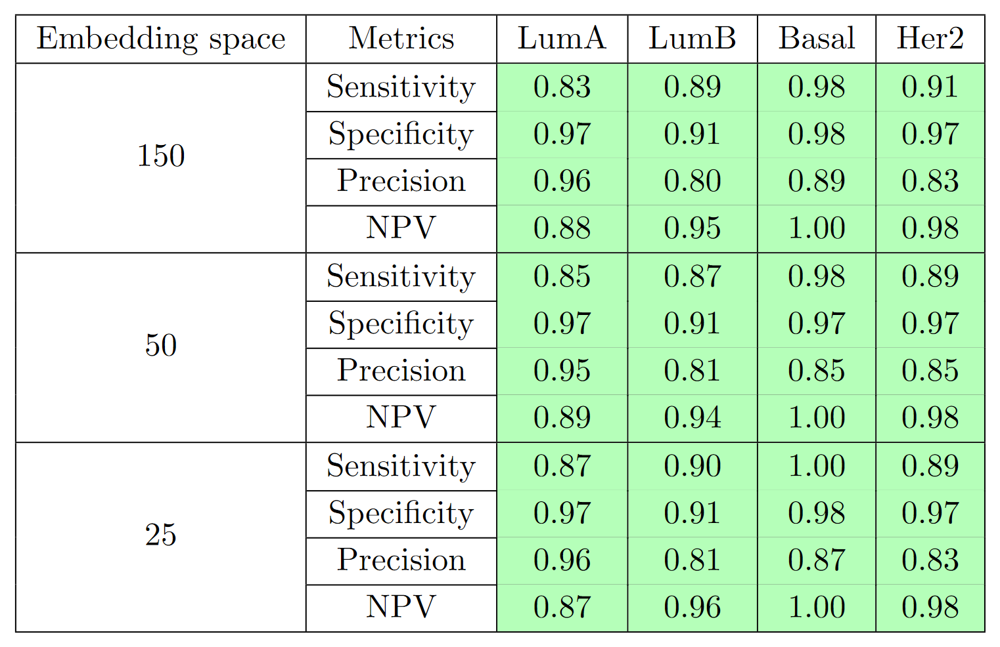 Embedding space Metrics LumA LumB Basal Her2
Sensitivity 0.83 0.89 0.98 0.91
Specificity 0.97 0.91 0.98 0.97
150
Precision 0.96 0.80 0.89 0.83
NPV 0.88 0.95 1.00 0.98
Sensitivity 0.85 0.87 0.98 0.89
Specificity 0.97 0.91 0.97 0.97
50
Precision 0.95 0.81 0.85 0.85
NPV 0.89 0.94 1.00 0.98
Sensitivity 0.87 0.90 1.00 0.89
Specificity 0.97 0.91 0.98 0.97
25
Precision 0.96 0.81 0.87 0.83
NPV 0.87 0.96 1.00 0.98